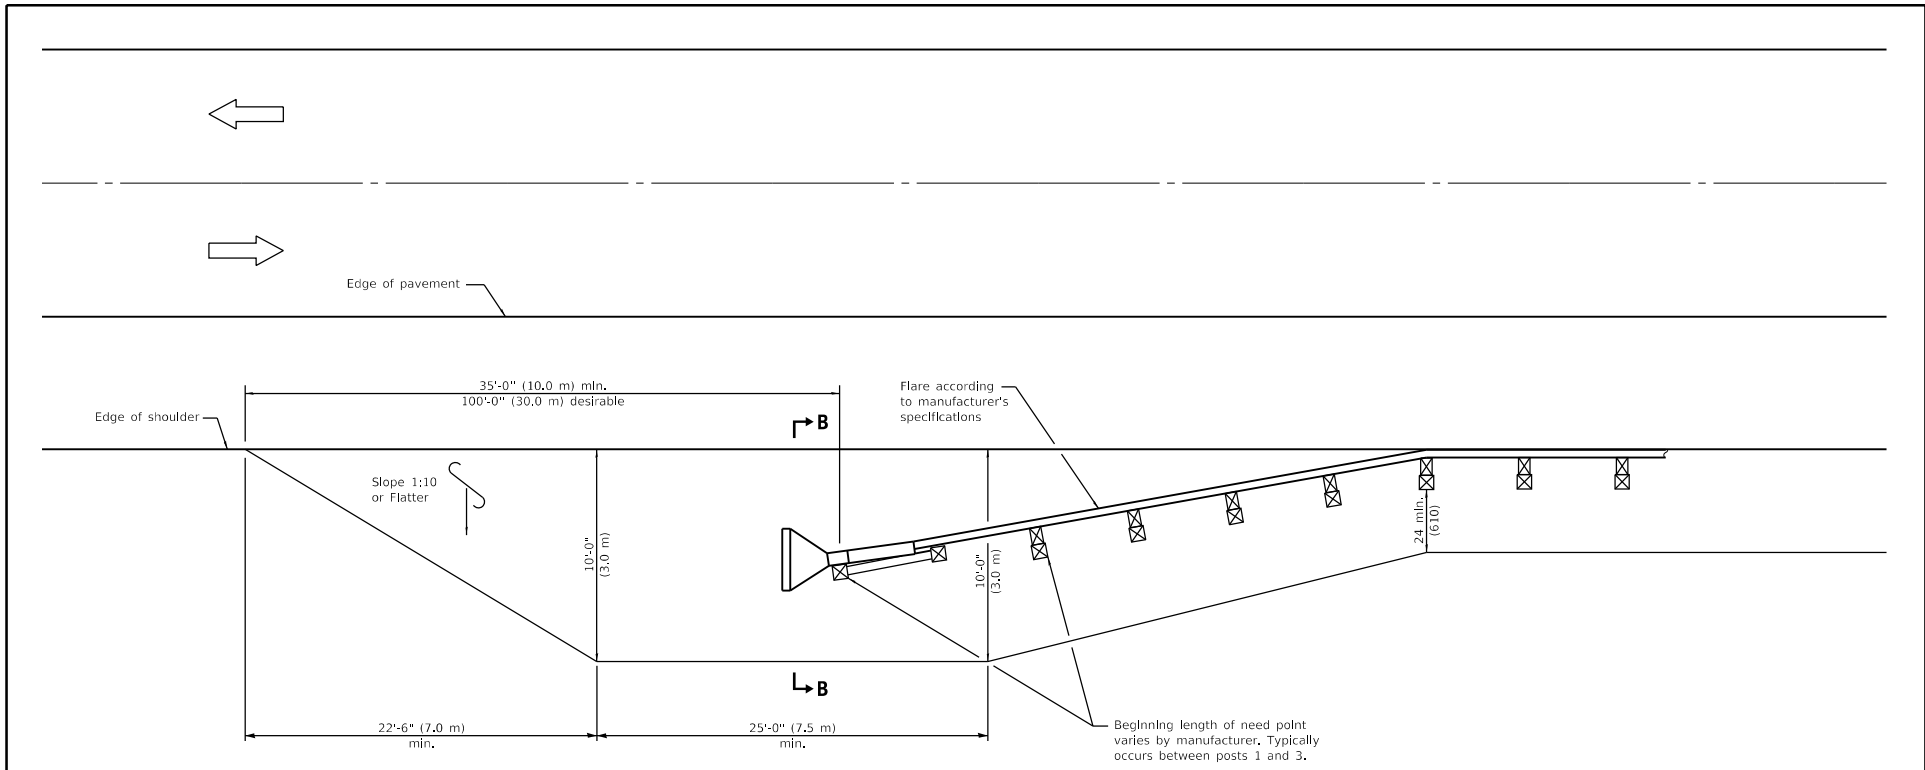 Edge of pavement
35'-0" (10.0 m) min.
100'-0" (30.0 m) desirable
Flare according
to manufacturer's
specifications
Edge of shoulder
B
Slope 1:10
or Flatter
10'-0"
(3.0 m)
10'-0"
(3.0 m)
24 min.
(610)
B
22'-6" (7.0 m)
min.
25'-0" (7.5 m)
min.
Beginning length of need point
varies by manufacturer. Typically
occurs between posts 1 and 3.